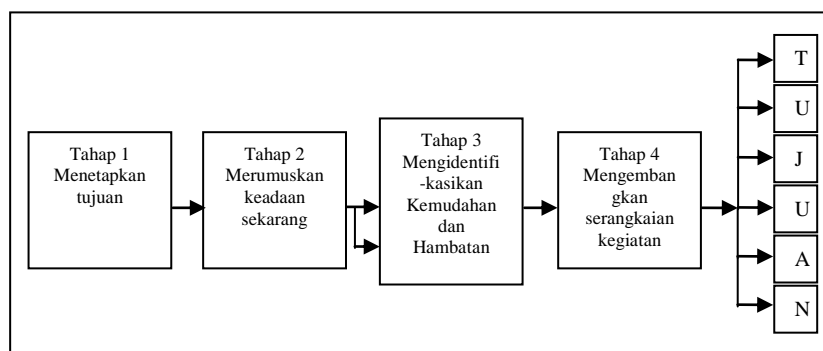 Tahap 1
Menetapkan
tujuan
Tahap 2
Merumuskan
keadaan
sekarang
Tahap 3
Mengidentifi
-kasikan
Kemudahan
dan
Hambatan
Tahap 4
Mengemban
gkan
serangkaian
kegiatan
T
U
J
U
A
N